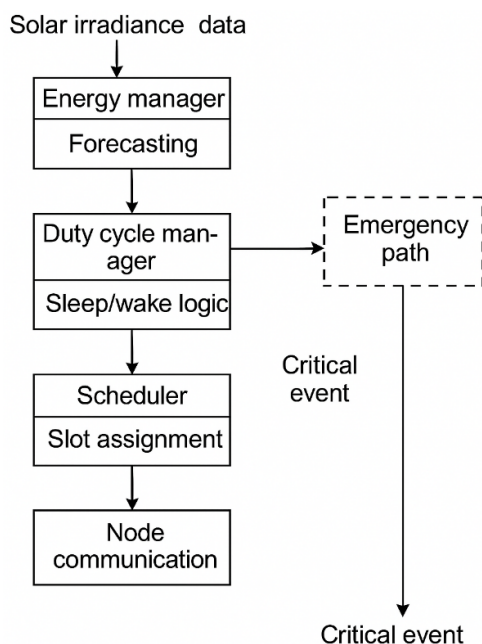 Solar irradiance data
Energy manager
Forecasting
Duty cycle man-
ager
Sleep/wake logic
Emergency
path
Critical
event
Scheduler
Slot assignment
Node
communication
Critical event